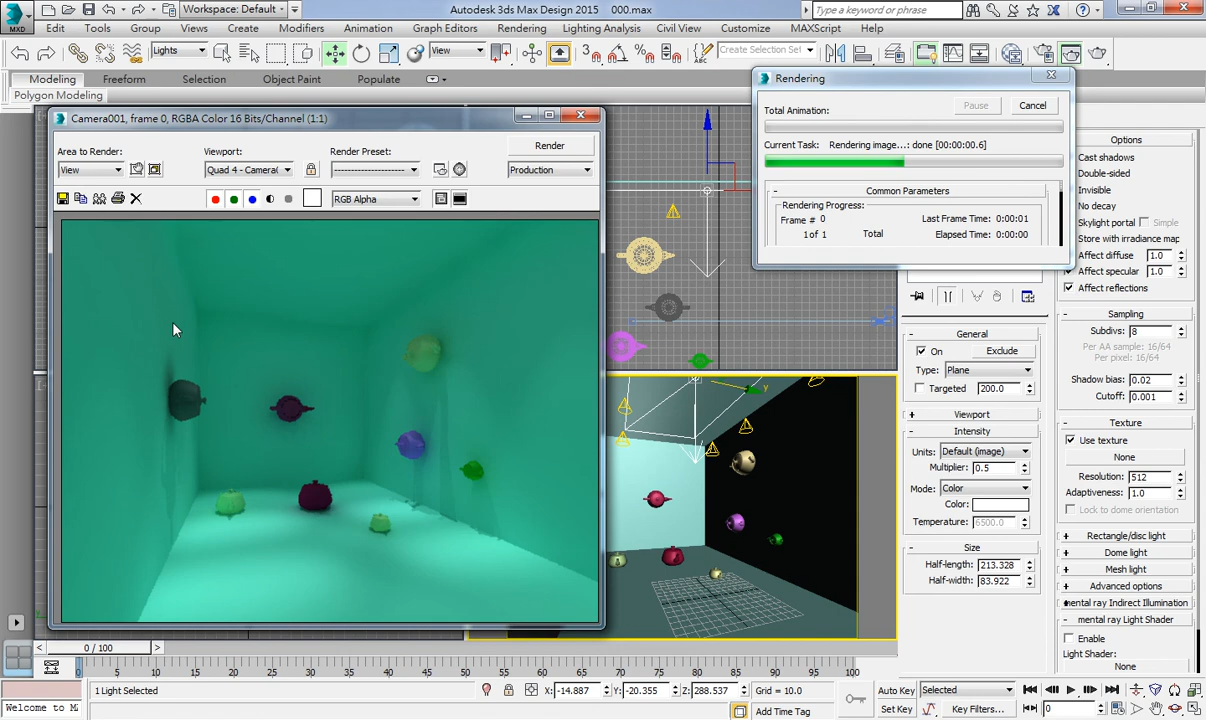 MXD
Workspace: Default
Autodesk 3ds Max Design 2015    000.max
Type a keyword or phrase
Edit
Tools
Group
Views
Create
Modifiers
Animation
Graph Editors
Rendering
Lighting Analysis
Civil View
Customize
MAXScript
Help
Lights
View
3
Create Selection Set
Modeling
Freeform
Selection
Object Paint
Populate
Polygon Modeling
Camera001, frame 0, RGBA Color 16 Bits/Channel (1:1)
Area to Render:
View
Viewport:
Quad 4 - Camera(
Render Preset:
Render
Production
RGB Alpha
Rendering
Total Animation:
Pause
Cancel
Current Task:   Rendering image...: done [00:00:00.6]
Common Parameters
Rendering Progress:
Frame #  0
Last Frame Time:  0:00:01
1 of 1
Total
Elapsed Time:  0:00:00
y
General
On
Exclude
Type: Plane
Targeted 200.0
Viewport
Intensity
Units: Default (image)
Multiplier: 0.5
Mode: Color
Color:
Temperature: 6500.0
Size
Half-length: 213.328
Half-width: 83.922
Options
Cast shadows
Double-sided
Invisible
No decay
Skylight portal Simple
Store with irradiance map
Affect diffuse 1.0
Affect specular 1.0
Affect reflections
Sampling
Subdivs: 8
Per AA sample: 16/64
Per pixel: 16/64
Shadow bias: 0.02
Cutoff: 0.001
Texture
Use texture
None
Resolution: 512
Adaptiveness: 1.0
Lock to dome orientation
Rectangle/disc light
Dome light
Mesh light
Advanced options
mental ray Indirect Illumination
mental ray Light Shader
Enable
Light Shader:
None
0 / 100
0 5 10 15 20 25 30 35 40 45 50 55 60 65 70 75 80 85 90 95 100
1 Light Selected
X: -14.887
Y: -20.355
Z: 288.537
Grid = 10.0
Auto Key
Selected
Welcome to M
Add Time Tag
Set Key
Key Filters...
0